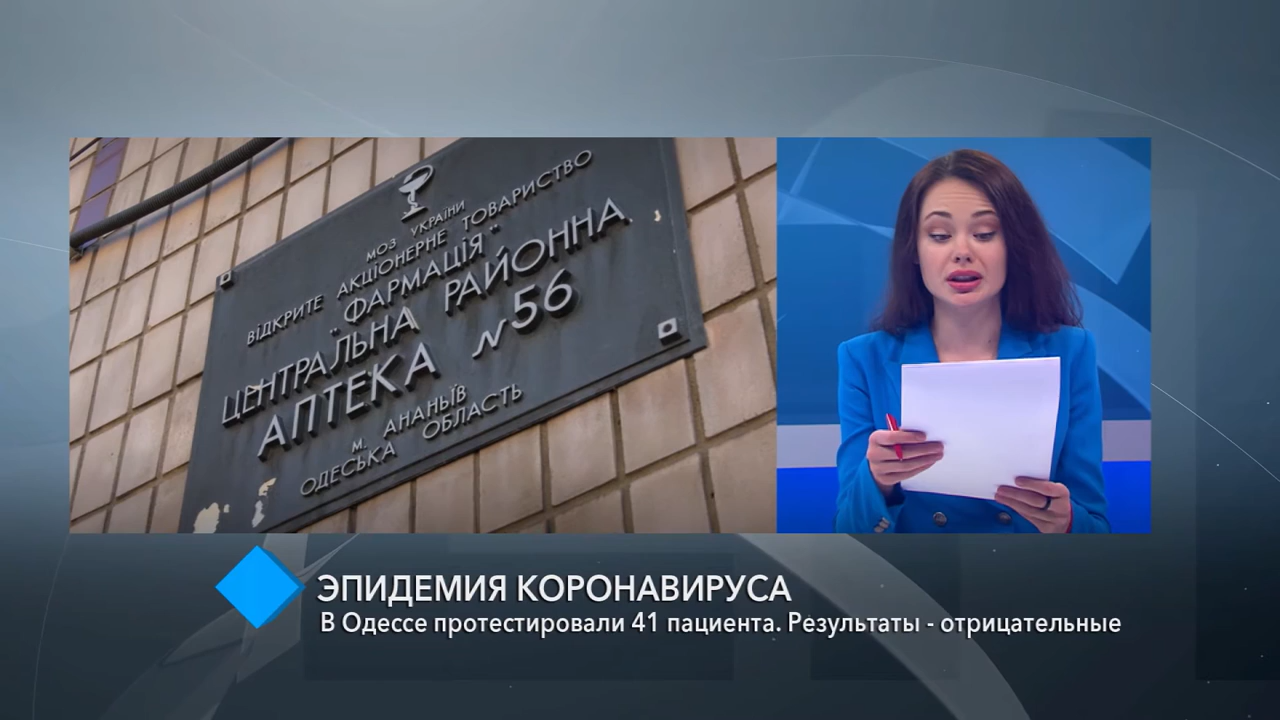 МОЗ УКРАЇНИ
ВІДКРИТЕ АКЦІОНЕРНЕ ТОВАРИСТВО
"ФАРМАЦІЯ"
ЦЕНТРАЛЬНА РАЙОННА
АПТЕКА N 56
М. АНАНЬЇВ
ОДЕСЬКА ОБЛАСТЬ
ЭПИДЕМИЯ КОРОНАВИРУСА
В Одессе протестировали 41 пациента. Результаты - отрицательные